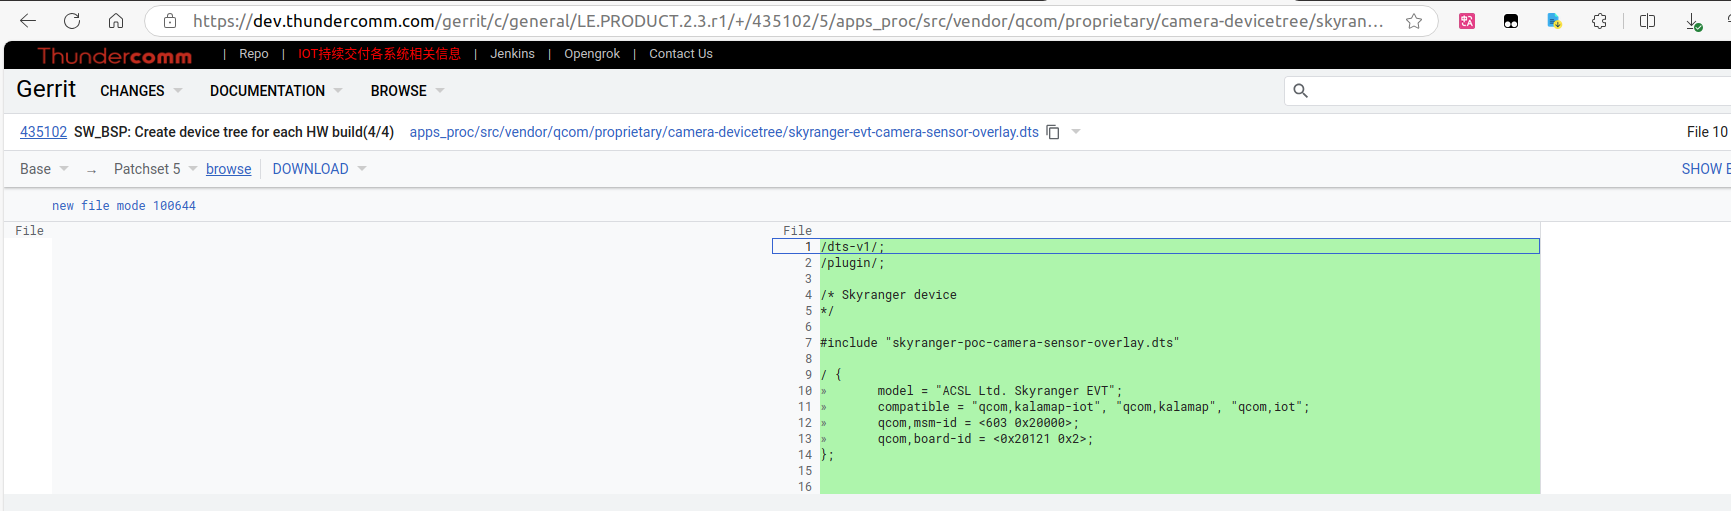 https://dev.thundercomm.com/gerrit/c/general/LE.PRODUCT.2.3.r1/+/435102/5/apps_proc/src/vendor/qcom/proprietary/camera-devicetree/skyran...
Thundercomm | Repo | IOT持续交付各系统相关信息 | Jenkins | Opengrok | Contact Us
Gerrit CHANGES DOCUMENTATION BROWSE
435102 SW_BSP: Create device tree for each HW build(4/4) apps_proc/src/vendor/qcom/proprietary/camera-devicetree/skyranger-evt-camera-sensor-overlay.dts File 10
Base → Patchset 5 browse DOWNLOAD SHOW
new file mode 100644
File File
1 /dts-v1/;
2 /plugin/;
3
4 /* Skyranger device
5 */
6
7 #include "skyranger-poc-camera-sensor-overlay.dts"
8
9 / {
10 » model = "ACSL Ltd. Skyranger EVT";
11 » compatible = "qcom,kalamap-iot", "qcom,kalamap", "qcom,iot";
12 » qcom,msm-id = <603 0x20000>;
13 » qcom,board-id = <0x20121 0x2>;
14 };
15
16